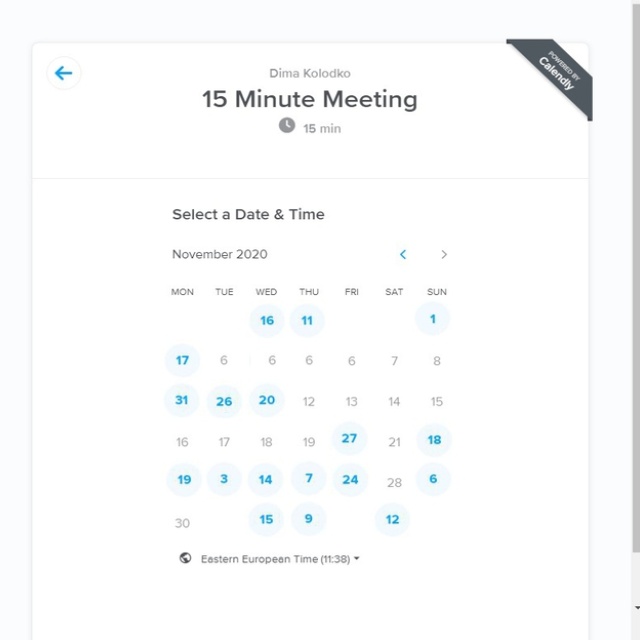 POWERED BY
Calendly
Dima Kolodko
15 Minute Meeting
15 min
Select a Date & Time
November 2020
MON TUE WED THU FRI SAT SUN
16 11 1
17 6 6 6 6 7 8
31 26 20 12 13 14 15
16 17 18 19 27 21 18
19 3 14 7 24 28 6
30 15 9 12
Eastern European Time (11:38)